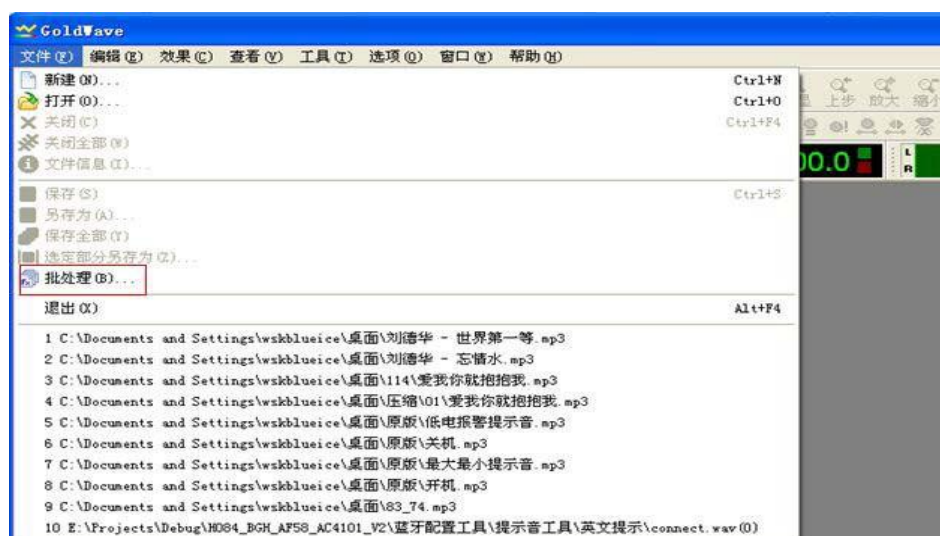 GoldWave
文件(F) 编辑(E) 效果(C) 查看(V) 工具(T) 选项(O) 窗口(W) 帮助(H)
新建(N)... Ctrl+N
打开(O)... Ctrl+O
关闭(C) Ctrl+F4
关闭全部(W)
文件信息(I)...
上步 放大 缩小
00.0
L
R
保存(S) Ctrl+S
另存为(A)...
保存全部(Y)
选定部分另存为(Z)...
批处理(B)...
退出(X) Alt+F4
1 C:\Documents and Settings\wskblueice\桌面\刘德华 - 世界第一等.mp3
2 C:\Documents and Settings\wskblueice\桌面\刘德华 - 忘情水.mp3
3 C:\Documents and Settings\wskblueice\桌面\114\爱我你就抱抱我.mp3
4 C:\Documents and Settings\wskblueice\桌面\压缩\01\爱我你就抱抱我.mp3
5 C:\Documents and Settings\wskblueice\桌面\原版\低电报警提示音.mp3
6 C:\Documents and Settings\wskblueice\桌面\原版\关机.mp3
7 C:\Documents and Settings\wskblueice\桌面\原版\最大最小提示音.mp3
8 C:\Documents and Settings\wskblueice\桌面\原版\开机.mp3
9 C:\Documents and Settings\wskblueice\桌面\83_74.mp3
10 E:\Projects\Debug\H084_BGH_AF58_AC4101_V2\蓝牙配置工具\提示音工具\英文提示\connect.wav(0)